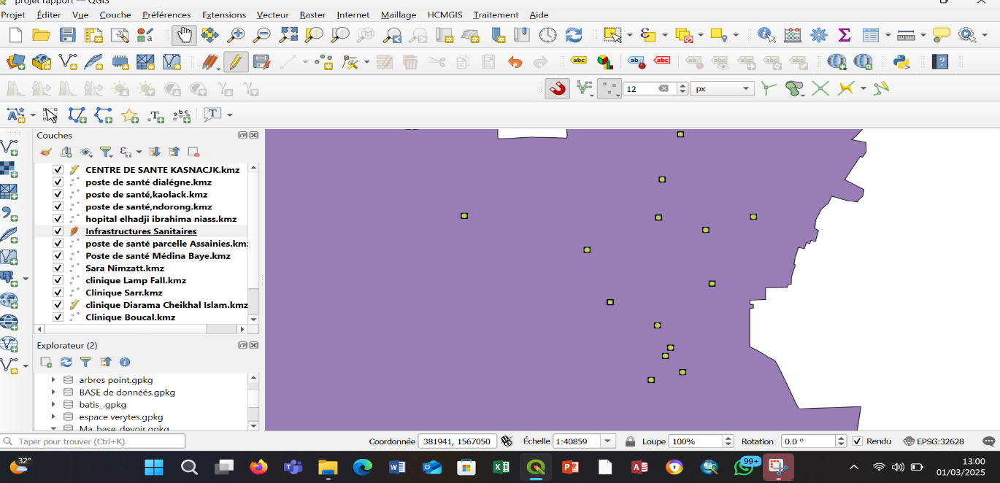 projet rapport — QGIS
Projet Éditer Vue Couche Préférences Extensions Vecteur Raster Internet Maillage HCMGIS Traitement Aide
12 px
Couches
CENTRE DE SANTE KASNACJK.kmz
poste de santé dialégne.kmz
poste de santé,kaolack.kmz
poste de santé,ndorong.kmz
hopital elhadji ibrahima niass.kmz
Infrastructures Sanitaires
poste de santé parcelle Assainies.km
Poste de santé Médina Baye.kmz
Sara Nimzatt.kmz
clinique Lamp Fall.kmz
Clinique Sarr.kmz
clinique Diarama Cheikhal Islam.kmz
Clinique Boucal.kmz
Explorateur (2)
arbres point.gpkg
BASE de donnéés.gpkg
batis_.gpkg
espace verytes.gpkg
Ma_base_devoir.gpkg
Taper pour trouver (Ctrl+K) Coordonnée 381941, 1567050 Échelle 1:40859 Loupe 100% Rotation 0.0 ° Rendu EPSG:32628
32°
99+
13:00
01/03/2025